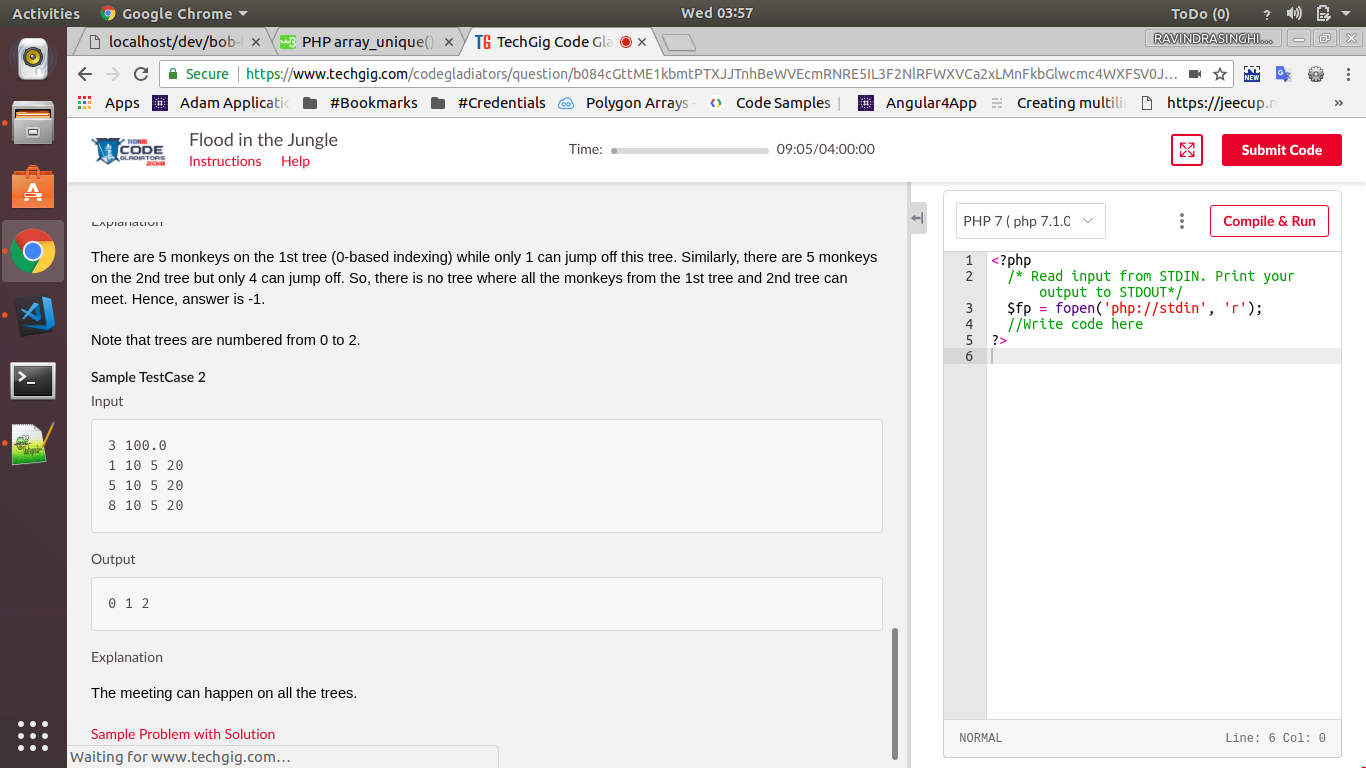 Activities Google Chrome Wed 03:57 ToDo (0) ?
localhost/dev/bob- × PHP array_unique() × TechGig Code Gla × RAVINDRASINGHI...
Secure https://www.techgig.com/codegladiators/question/b084cGttME1kbmtPTXJJTnhBeWVEcmRNRE5IL3F2NlRFWXVCa2xLMnFkbGlwcmc4WXFSV0J...
Apps Adam Applicati #Bookmarks #Credentials Polygon Arrays Code Samples | Angular4App Creating multili https://jeecup.n »
TECHGIG CODE GLADIATORS 2018
Flood in the Jungle
Instructions Help
Time: 09:05/04:00:00
Submit Code
Explanation
There are 5 monkeys on the 1st tree (0-based indexing) while only 1 can jump off this tree. Similarly, there are 5 monkeys
on the 2nd tree but only 4 can jump off. So, there is no tree where all the monkeys from the 1st tree and 2nd tree can
meet. Hence, answer is -1.
Note that trees are numbered from 0 to 2.
Sample TestCase 2
Input
3 100.0
1 10 5 20
5 10 5 20
8 10 5 20
Output
0 1 2
Explanation
The meeting can happen on all the trees.
Sample Problem with Solution
Waiting for www.techgig.com...
PHP 7 ( php 7.1.0
Compile & Run
1 <?php
2 /* Read input from STDIN. Print your
output to STDOUT*/
3 $fp = fopen('php://stdin', 'r');
4 //Write code here
5 ?>
6
NORMAL Line: 6 Col: 0